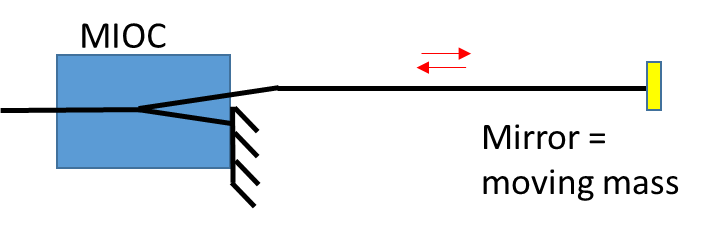 MIOC
Mirror =
moving mass